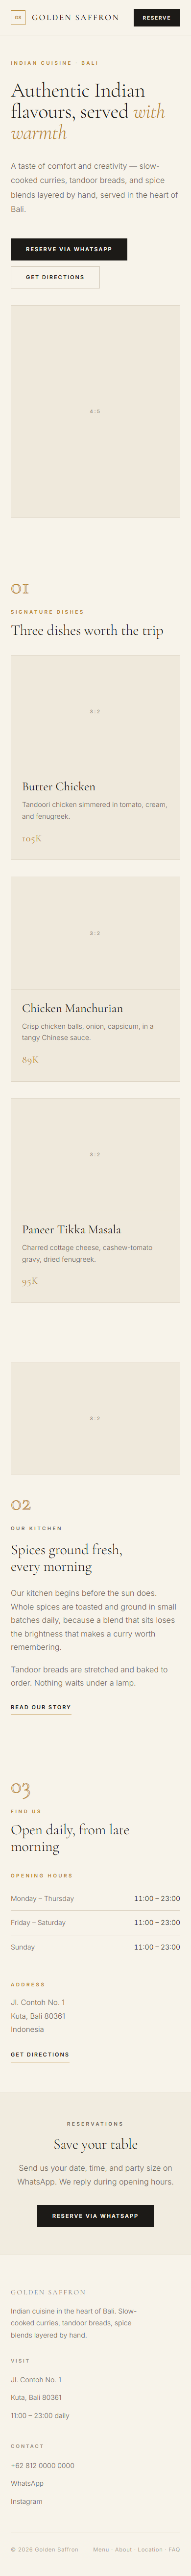 GS GOLDEN SAFFRON RESERVE
INDIAN CUISINE · BALI
Authentic Indian
flavours, served with
warmth
A taste of comfort and creativity — slow-
cooked curries, tandoor breads, and spice
blends layered by hand, served in the heart of
Bali.
RESERVE VIA WHATSAPP
GET DIRECTIONS
4:5
01
SIGNATURE DISHES
Three dishes worth the trip
3:2
Butter Chicken
Tandoori chicken simmered in tomato, cream,
and fenugreek.
105K
3:2
Chicken Manchurian
Crisp chicken balls, onion, capsicum, in a
tangy Chinese sauce.
89K
3:2
Paneer Tikka Masala
Charred cottage cheese, cashew-tomato
gravy, dried fenugreek.
95K
3:2
02
OUR KITCHEN
Spices ground fresh,
every morning
Our kitchen begins before the sun does.
Whole spices are toasted and ground in small
batches daily, because a blend that sits loses
the brightness that makes a curry worth
remembering.
Tandoor breads are stretched and baked to
order. Nothing waits under a lamp.
READ OUR STORY
03
FIND US
Open daily, from late
morning
OPENING HOURS
Monday – Thursday 11:00 – 23:00
Friday – Saturday 11:00 – 23:00
Sunday 11:00 – 23:00
ADDRESS
Jl. Contoh No. 1
Kuta, Bali 80361
Indonesia
GET DIRECTIONS
RESERVATIONS
Save your table
Send us your date, time, and party size on
WhatsApp. We reply during opening hours.
RESERVE VIA WHATSAPP
GOLDEN SAFFRON
Indian cuisine in the heart of Bali. Slow-
cooked curries, tandoor breads, spice
blends layered by hand.
VISIT
Jl. Contoh No. 1
Kuta, Bali 80361
11:00 – 23:00 daily
CONTACT
+62 812 0000 0000
WhatsApp
Instagram
© 2026 Golden Saffron Menu · About · Location · FAQ